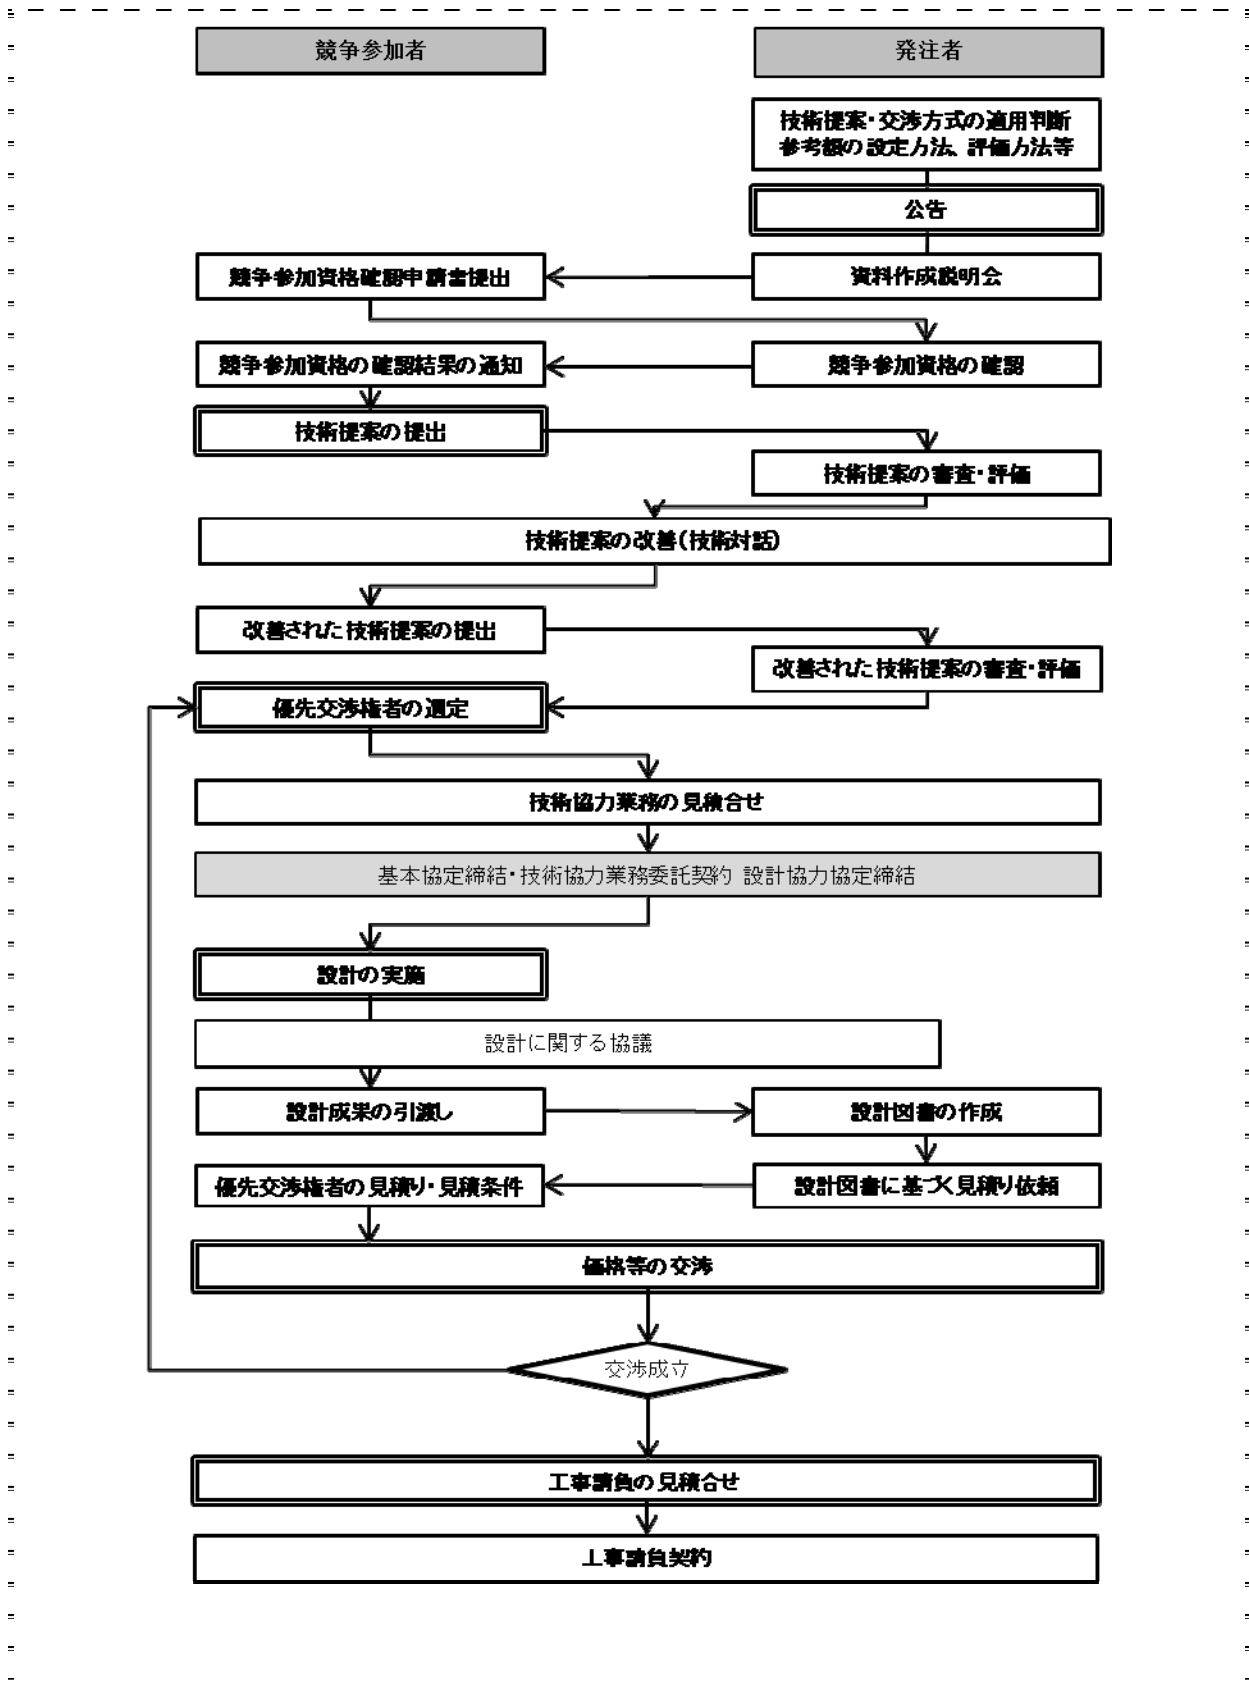 競争参加者
発注者
技術提案・交渉方式の適用判断
参考額の設定方法、評価方法等
公告
競争参加資格確認申請書提出
資料作成説明会
競争参加資格の確認結果の通知
競争参加資格の確認
技術提案の提出
技術提案の審査・評価
技術提案の改善(技術対話)
改善された技術提案の提出
改善された技術提案の審査・評価
優先交渉権者の選定
技術協力業務の見積合せ
基本協定締結・技術協力業務委託契約 設計協力協定締結
設計の実施
設計に関する協議
設計成果の引渡し
設計図書の作成
優先交渉権者の見積り・見積条件
設計図書に基づく見積り依頼
価格等の交渉
交渉成立
工事請負の見積合せ
工事請負契約